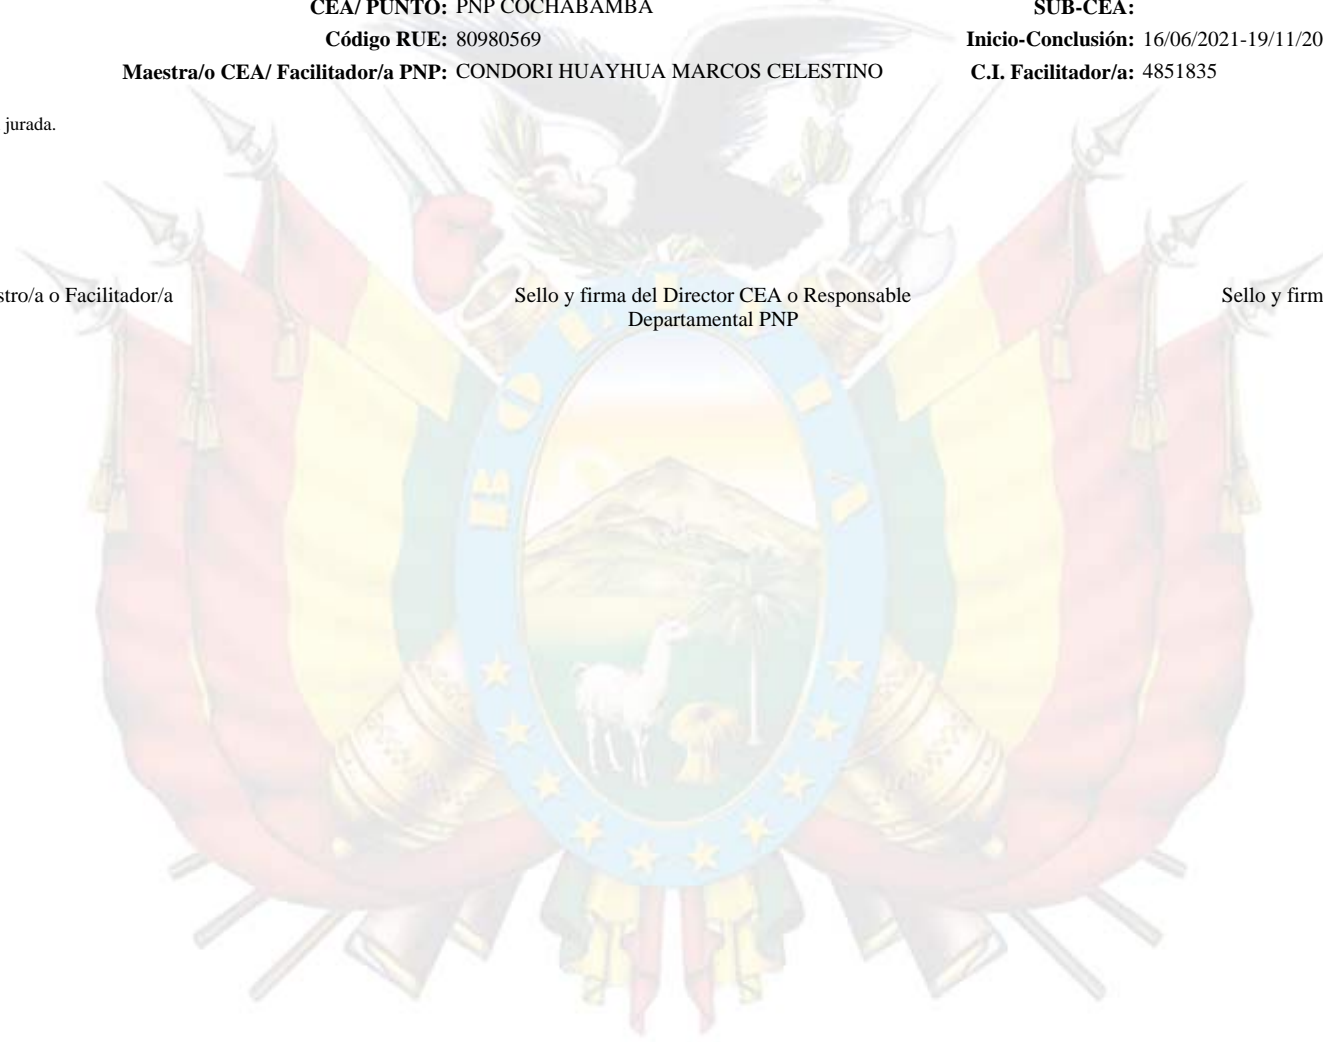 CEA/ PUNTO: PNP COCHABAMBA SUB-CEA:
Código RUE: 80980569 Inicio-Conclusión: 16/06/2021-19/11/20
Maestra/o CEA/ Facilitador/a PNP: CONDORI HUAYHUA MARCOS CELESTINO C.I. Facilitador/a: 4851835
jurada.
stro/a o Facilitador/a Sello y firma del Director CEA o Responsable Sello y firm
Departamental PNP
BOLIVIA